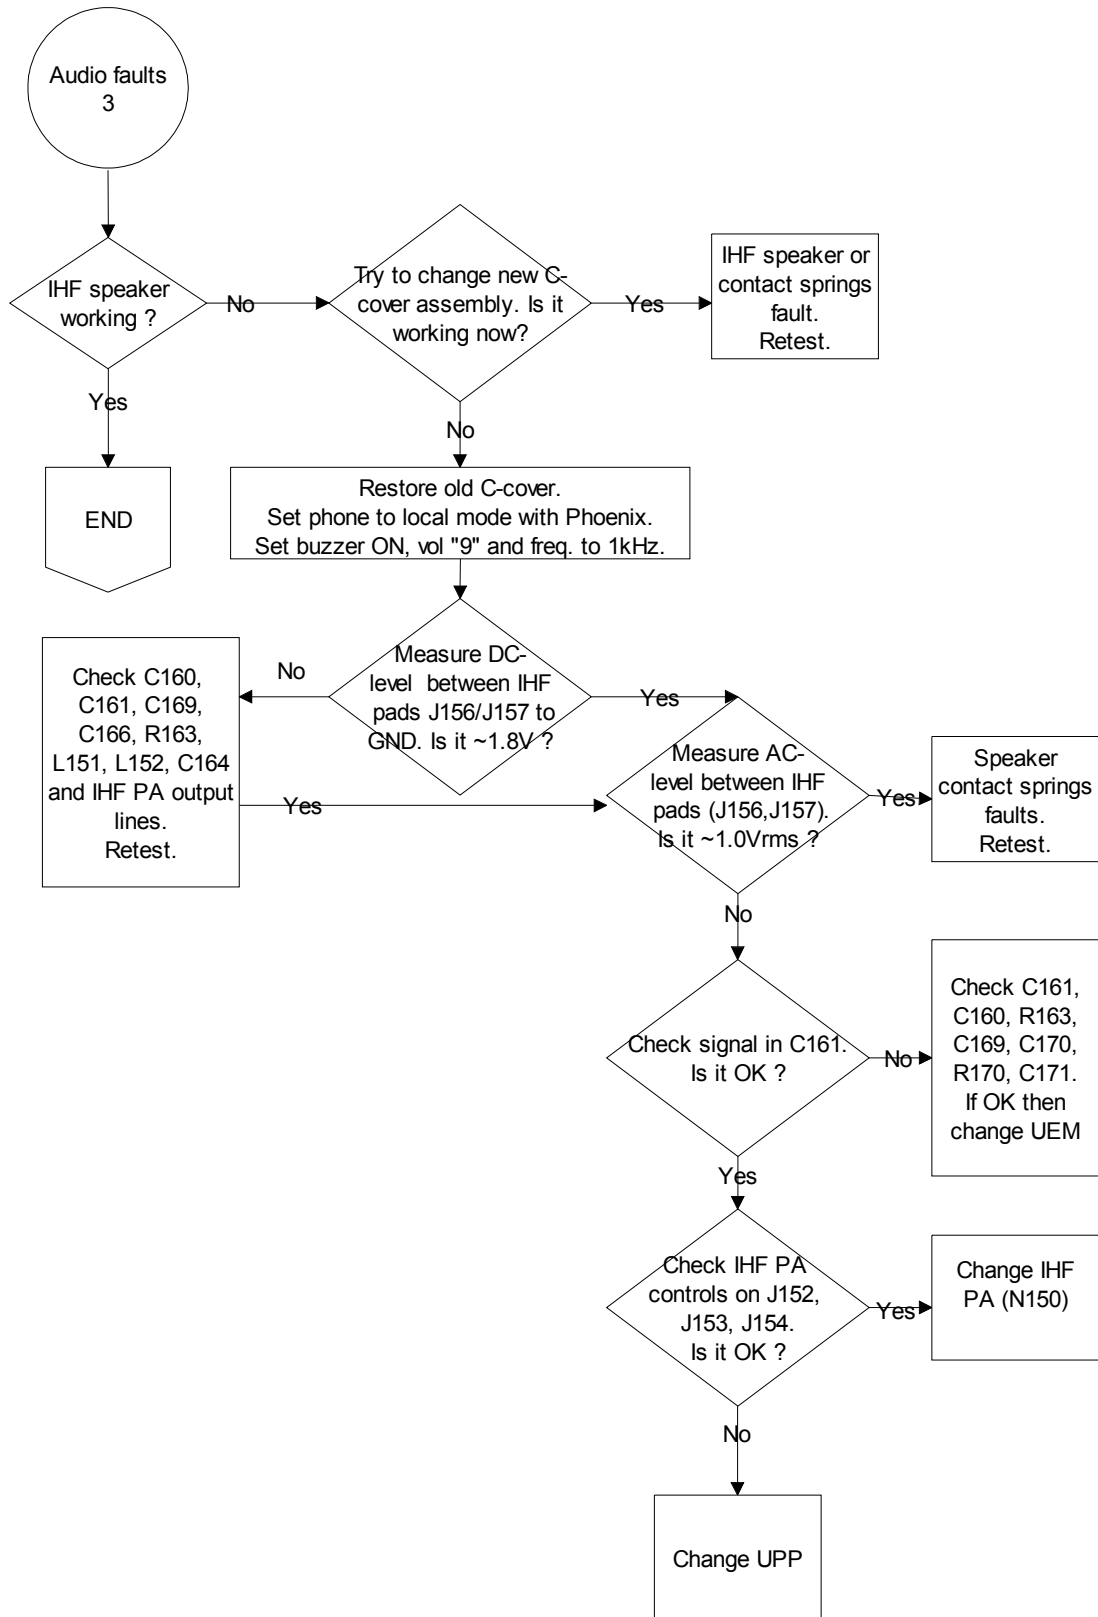 Audio faults
3
IHF speaker
working ?
No
Try to change new C-
cover assembly. Is it
working now?
Yes
IHF speaker or
contact springs
fault.
Retest.
Yes
No
END
Restore old C-cover.
Set phone to local mode with Phoenix.
Set buzzer ON, vol "9" and freq. to 1kHz.
Measure DC-
level between IHF
pads J156/J157 to
GND. Is it ~1.8V ?
No
Yes
Check C160,
C161, C169,
C166, R163,
L151, L152, C164
and IHF PA output
lines.
Retest.
Yes
Measure AC-
level between IHF
pads (J156,J157).
Is it ~1.0Vrms ?
Yes
Speaker
contact springs
faults.
Retest.
No
Check signal in C161.
Is it OK ?
No
Check C161,
C160, R163,
C169, C170,
R170, C171.
If OK then
change UEM
Yes
Check IHF PA
controls on J152,
J153, J154.
Is it OK ?
Yes
Change IHF
PA (N150)
No
Change UPP